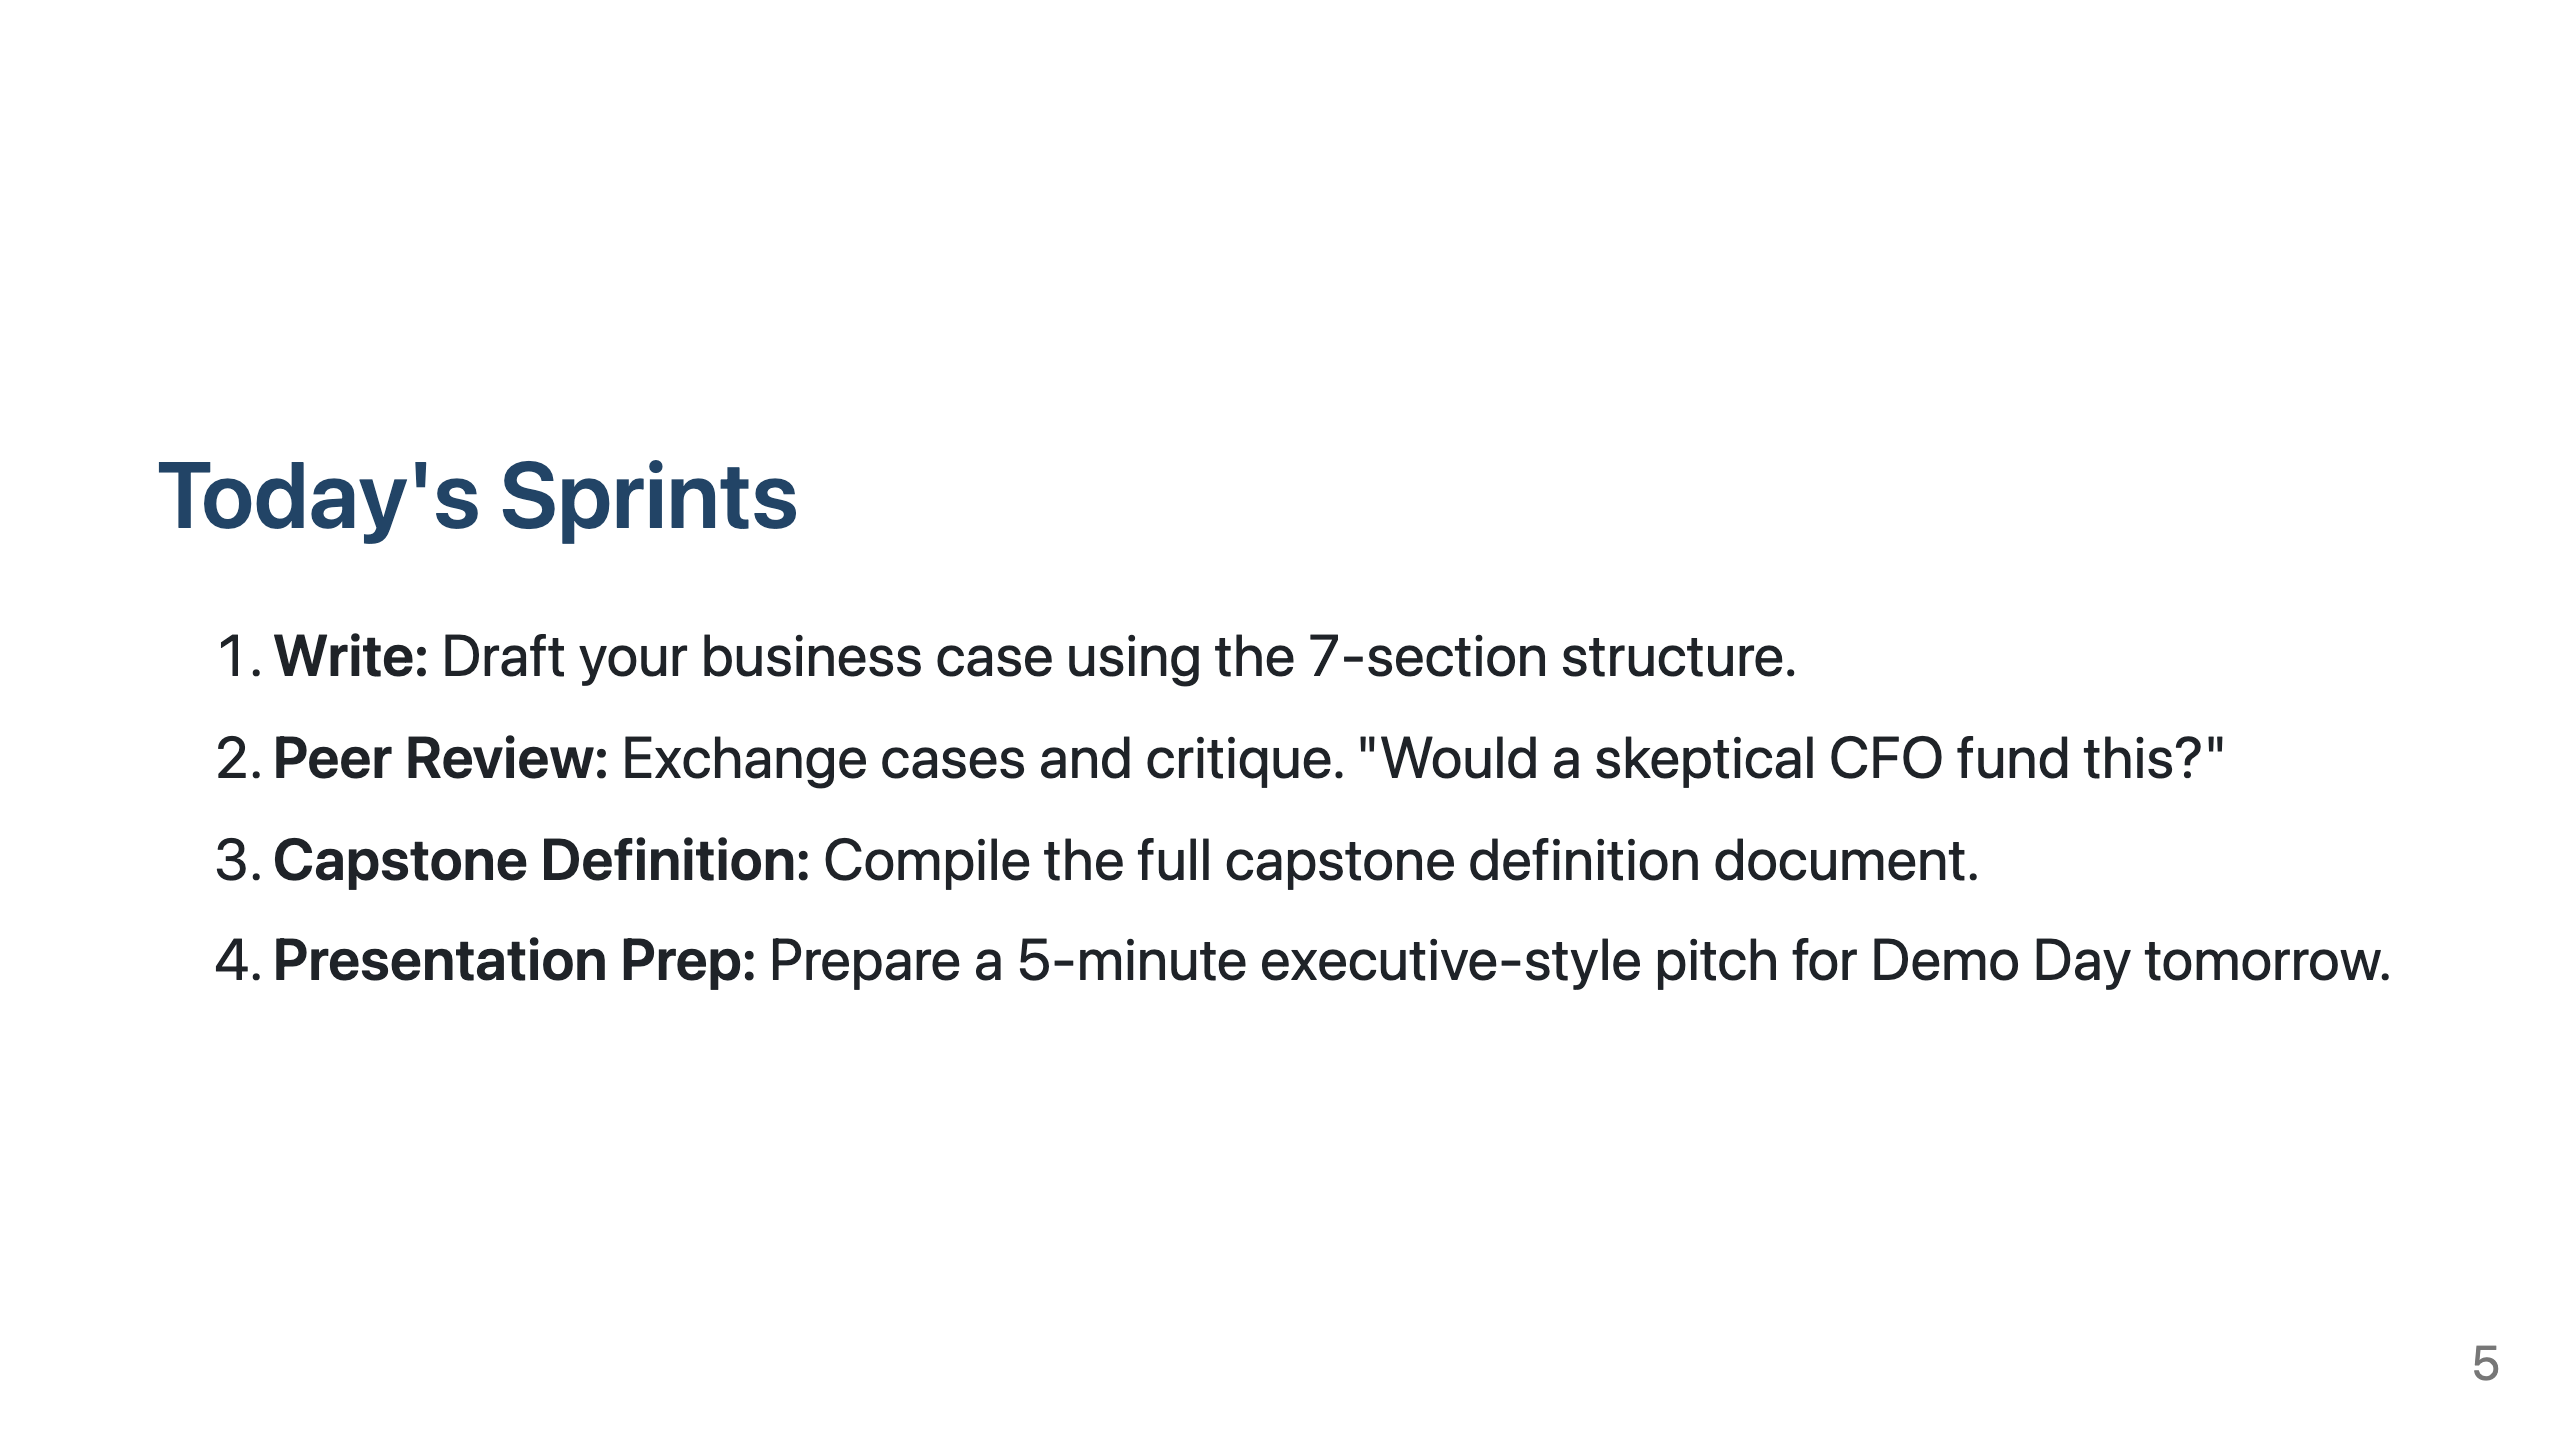 Today's Sprints
1. Write: Draft your business case using the 7-section structure.
2. Peer Review: Exchange cases and critique. "Would a skeptical CFO fund this?"
3. Capstone Definition: Compile the full capstone definition document.
4. Presentation Prep: Prepare a 5-minute executive-style pitch for Demo Day tomorrow.
5